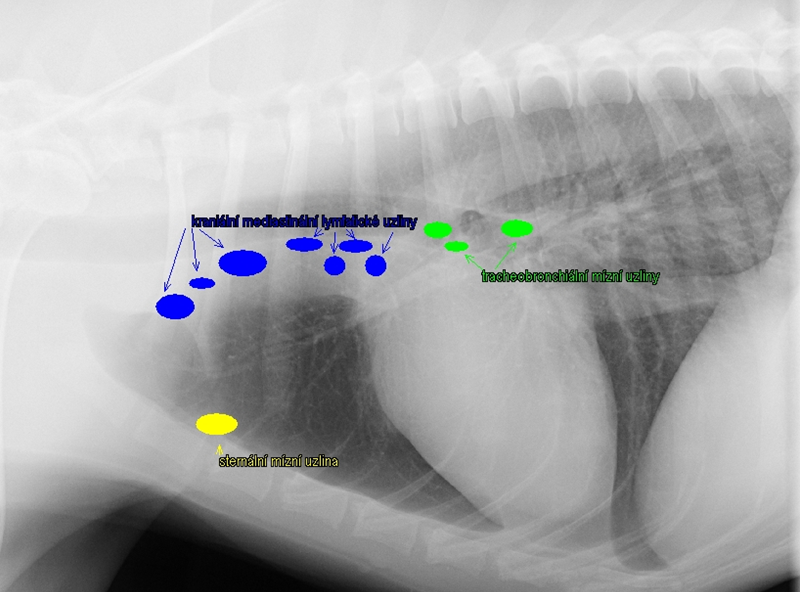 kraniální mediastinální lymfatické uzliny
tracheobronchiální mízní uzliny
sternální mízní uzlina